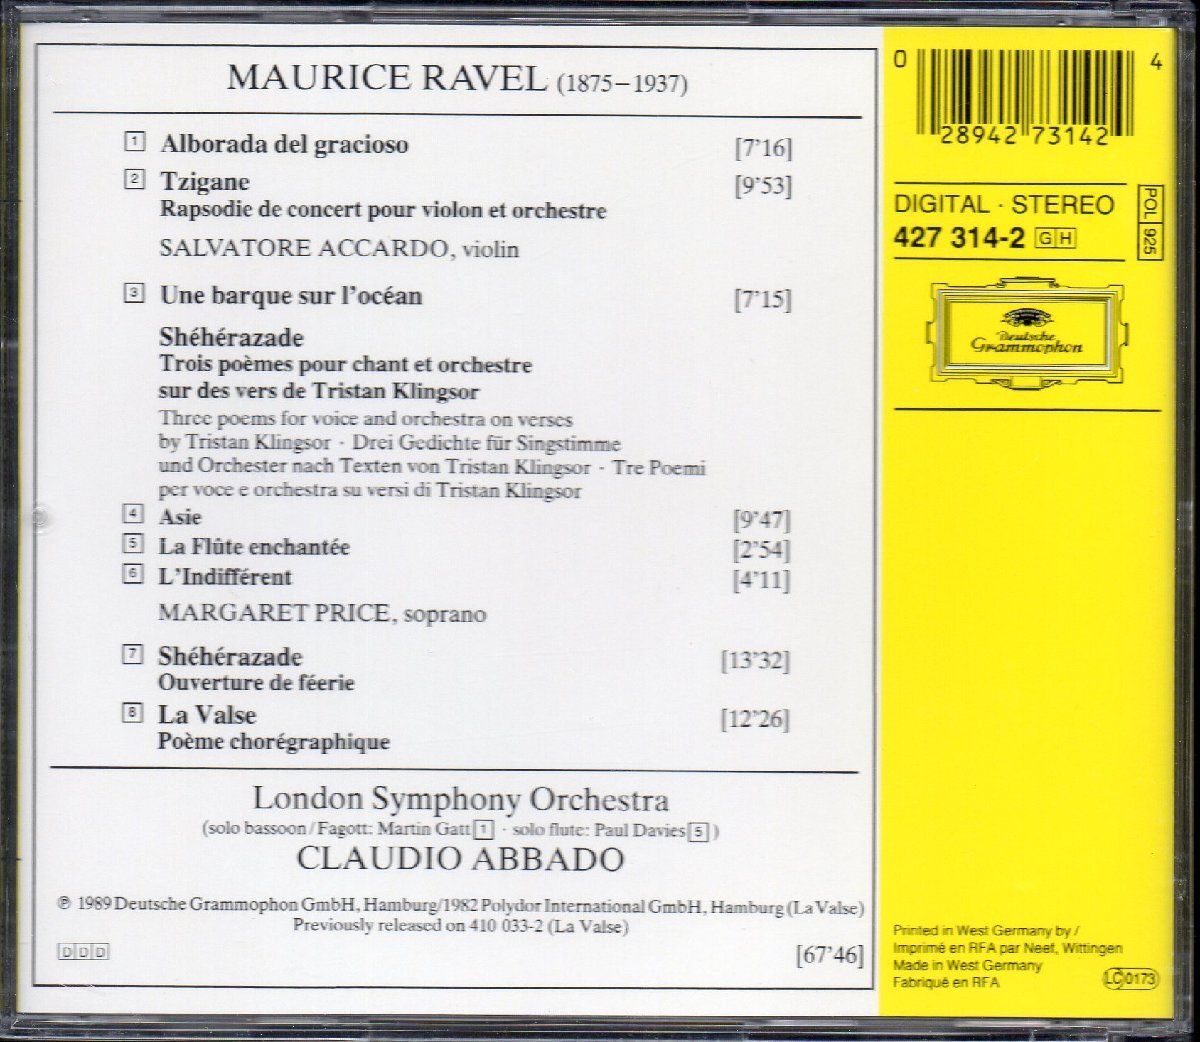 MAURICE RAVEL (1875–1937)
1 Alborada del gracioso [7'16]
2 Tzigane [9'53]
Rapsodie de concert pour violon et orchestre
SALVATORE ACCARDO, violin
3 Une barque sur l'océan [7'15]
Shéhérazade
Trois poèmes pour chant et orchestre
sur des vers de Tristan Klingsor
Three poems for voice and orchestra on verses
by Tristan Klingsor · Drei Gedichte für Singstimme
und Orchester nach Texten von Tristan Klingsor · Tre Poemi
per voce e orchestra su versi di Tristan Klingsor
4 Asie [9'47]
5 La Flûte enchantée [2'54]
6 L'Indifférent [4'11]
MARGARET PRICE, soprano
7 Shéhérazade [13'32]
Ouverture de féerie
8 La Valse [12'26]
Poème chorégraphique
London Symphony Orchestra
(solo bassoon/Fagott: Martin Gatt 1 · solo flute: Paul Davies 5)
CLAUDIO ABBADO
℗ 1989 Deutsche Grammophon GmbH, Hamburg/1982 Polydor International GmbH, Hamburg (La Valse)
Previously released on 410 033-2 (La Valse)
DDD [67'46]
0 28942 73142 4
DIGITAL · STEREO
427 314-2 GH
POL 925
Deutsche
Grammophon
Printed in West Germany by /
Imprimé en RFA par Neef, Wittingen
Made in West Germany
Fabriqué en RFA
LC 0173